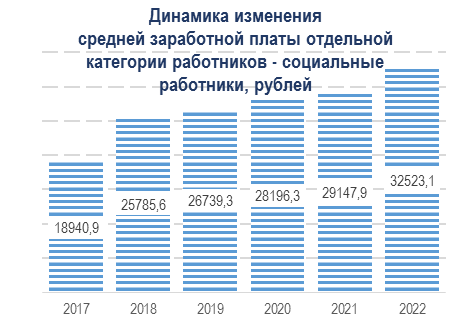 Динамика изменения
средней заработной платы отдельной
категории работников - социальные
работники, рублей
32523,1
29147,9
28196,3
26739,3
25785,6
18940,9
2017 2018 2019 2020 2021 2022